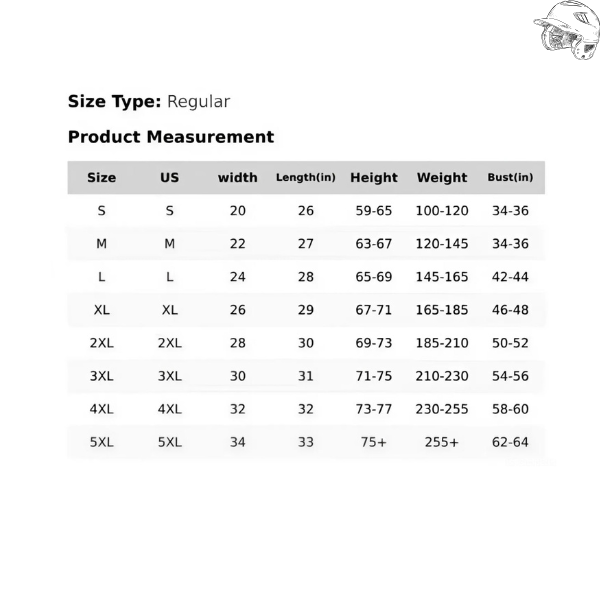 Size Type: Regular
Product Measurement
Size US width Length(in) Height Weight Bust(in)
S S 20 26 59-65 100-120 34-36
M M 22 27 63-67 120-145 34-36
L L 24 28 65-69 145-165 42-44
XL XL 26 29 67-71 165-185 46-48
2XL 2XL 28 30 69-73 185-210 50-52
3XL 3XL 30 31 71-75 210-230 54-56
4XL 4XL 32 32 73-77 230-255 58-60
5XL 5XL 34 33 75+ 255+ 62-64